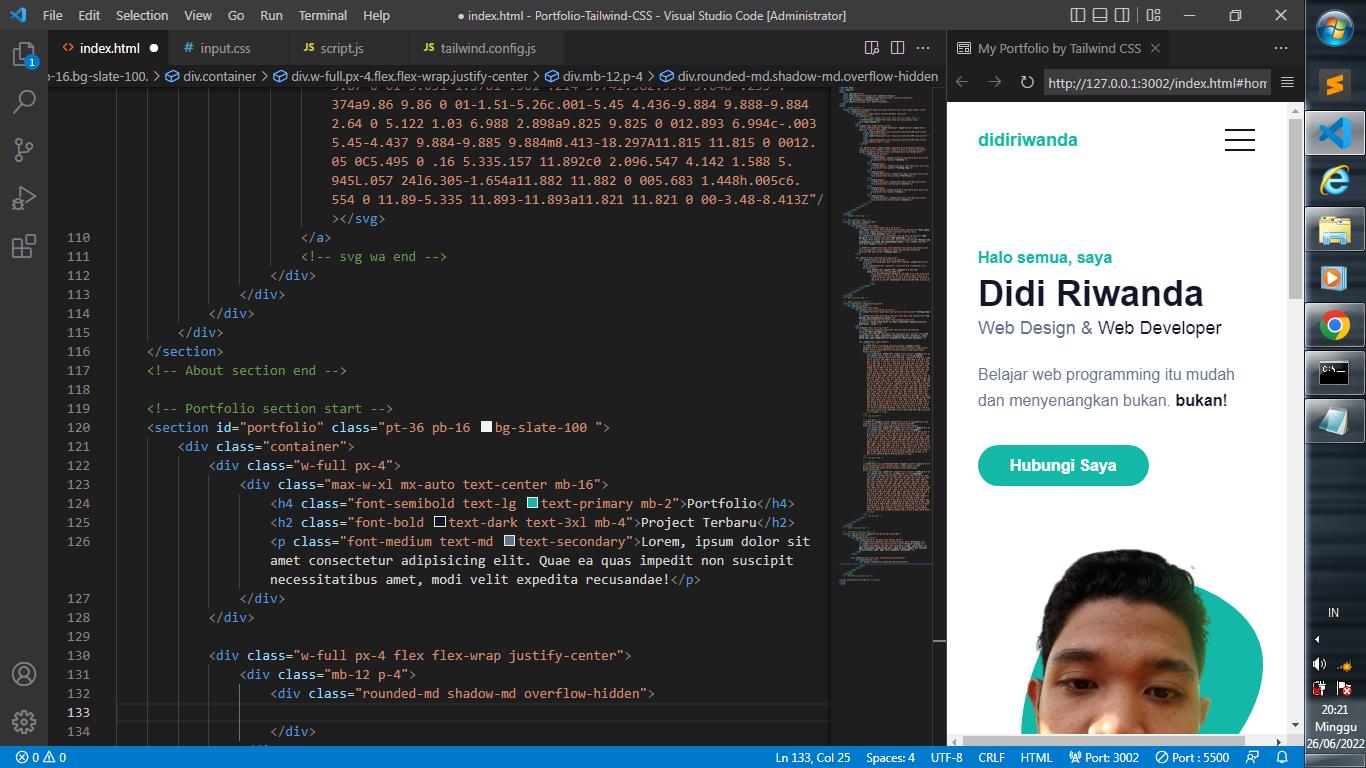 File Edit Selection View Go Run Terminal Help
● index.html - Portfolio-Tailwind-CSS - Visual Studio Code [Administrator]
<> index.html ●
# input.css
JS script.js
JS tailwind.config.js
My Portfolio by Tailwind CSS
-16.bg-slate-100. > div.container > div.w-full.px-4.flex.flex-wrap.justify-center > div.mb-12.p-4 > div.rounded-md.shadow-md.overflow-hidden
http://127.0.0.1:3002/index.html#hom
1
374a9.86 9.86 0 01-1.51-5.26c.001-5.45 4.436-9.884 9.888-9.884
2.64 0 5.122 1.03 6.988 2.898a9.825 9.825 0 012.893 6.994c-.003
5.45-4.437 9.884-9.885 9.884m8.413-18.297A11.815 11.815 0 0012.
05 0C5.495 0 .16 5.335.157 11.892c0 2.096.547 4.142 1.588 5.
945L.057 24l6.305-1.654a11.882 11.882 0 005.683 1.448h.005c6.
554 0 11.89-5.335 11.893-11.893a11.821 11.821 0 00-3.48-8.413Z"/
></svg>
110 </a>
111 <!-- svg wa end -->
112 </div>
113 </div>
114 </div>
115 </div>
116 </section>
117 <!-- About section end -->
118
119 <!-- Portfolio section start -->
120 <section id="portfolio" class="pt-36 pb-16 bg-slate-100 ">
121 <div class="container">
122 <div class="w-full px-4">
123 <div class="max-w-xl mx-auto text-center mb-16">
124 <h4 class="font-semibold text-lg text-primary mb-2">Portfolio</h4>
125 <h2 class="font-bold text-dark text-3xl mb-4">Project Terbaru</h2>
126 <p class="font-medium text-md text-secondary">Lorem, ipsum dolor sit
amet consectetur adipisicing elit. Quae ea quas impedit non suscipit
necessitatibus amet, modi velit expedita recusandae!</p>
127 </div>
128 </div>
129
130 <div class="w-full px-4 flex flex-wrap justify-center">
131 <div class="mb-12 p-4">
132 <div class="rounded-md shadow-md overflow-hidden">
133
134 </div>
didiriwanda
Halo semua, saya
Didi Riwanda
Web Design & Web Developer
Belajar web programming itu mudah
dan menyenangkan bukan. bukan!
Hubungi Saya
0 0
Ln 133, Col 25 Spaces: 4 UTF-8 CRLF HTML Port: 3002 Port : 5500
IN
20:21
Minggu
26/06/2022